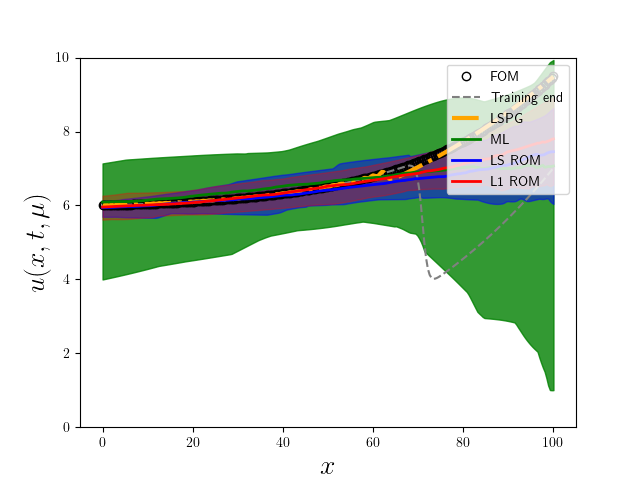 10
8
6
4
2
0
u(x, t, μ)
0 20 40 60 80 100
x
FOM
Training end
LSPG
ML
LS ROM
L1 ROM